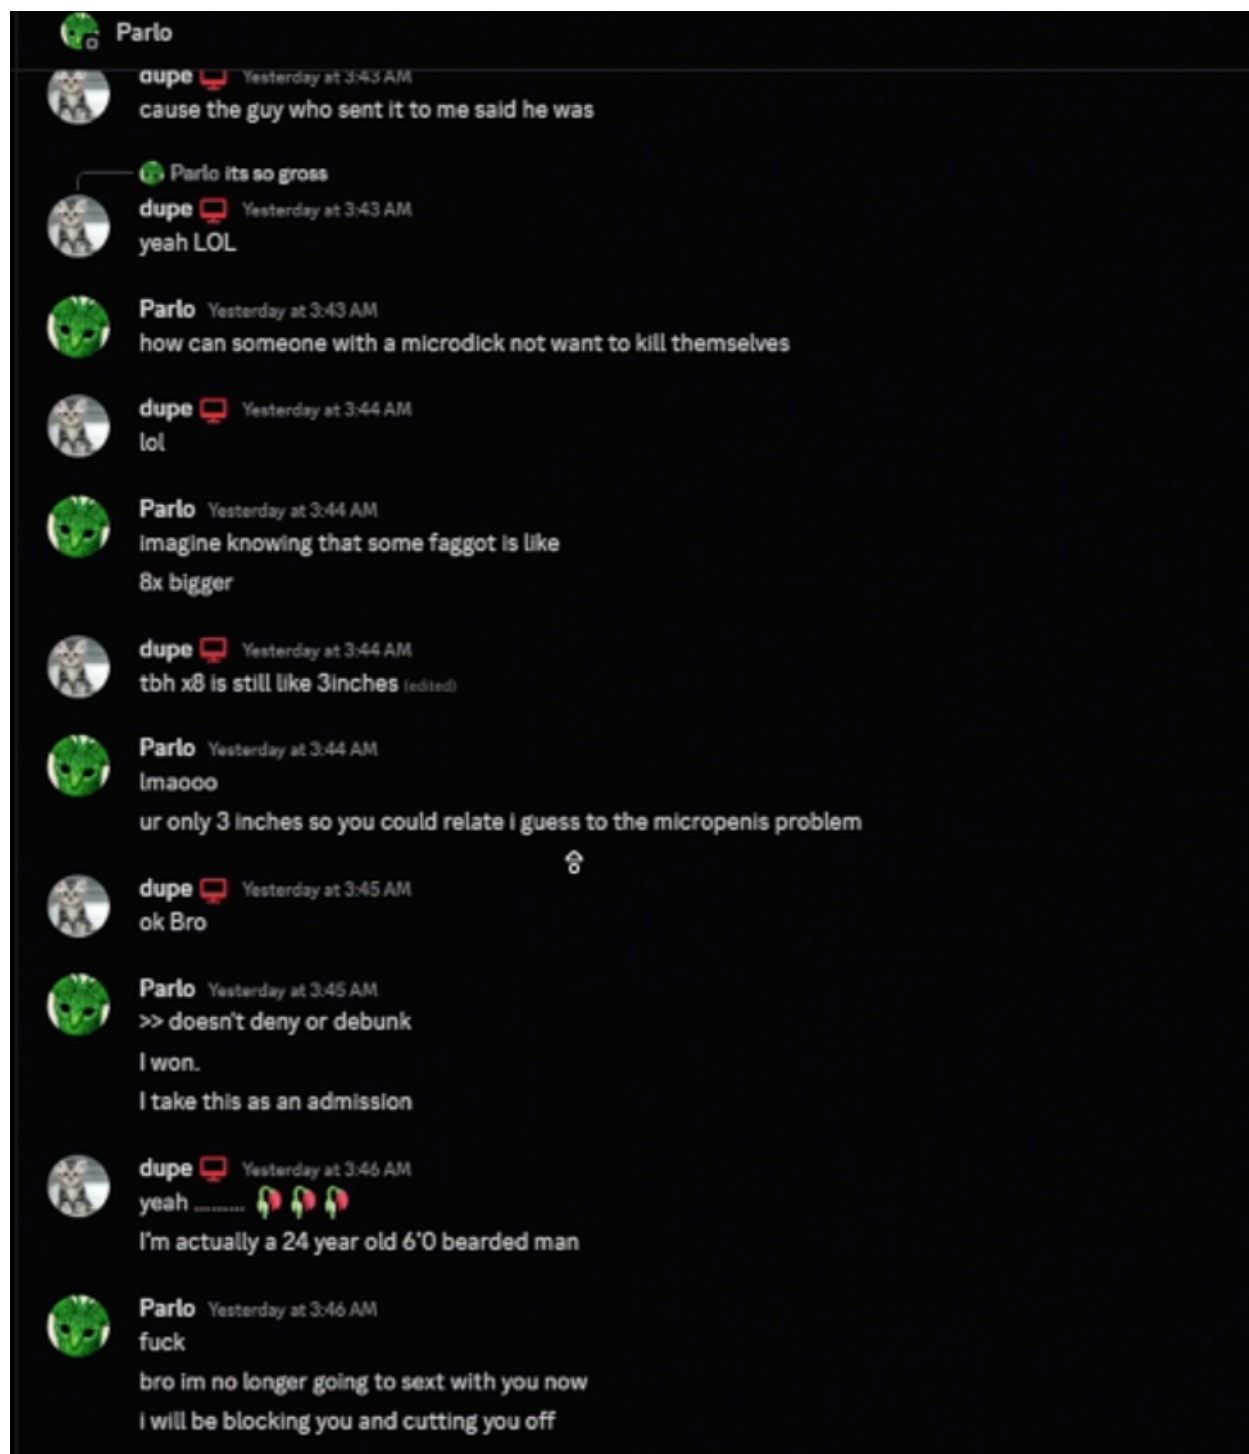 Parlo
dupe Yesterday at 3:43 AM
cause the guy who sent it to me said he was
Parlo its so gross
dupe Yesterday at 3:43 AM
yeah LOL
Parlo Yesterday at 3:43 AM
how can someone with a microdick not want to kill themselves
dupe Yesterday at 3:44 AM
lol
Parlo Yesterday at 3:44 AM
imagine knowing that some faggot is like
8x bigger
dupe Yesterday at 3:44 AM
tbh x8 is still like 3inches (edited)
Parlo Yesterday at 3:44 AM
lmaooo
ur only 3 inches so you could relate i guess to the micropenis problem
dupe Yesterday at 3:45 AM
ok Bro
Parlo Yesterday at 3:45 AM
>> doesn't deny or debunk
I won.
I take this as an admission
dupe Yesterday at 3:46 AM
yeah ......... 🥀🥀🥀
I'm actually a 24 year old 6'0 bearded man
Parlo Yesterday at 3:46 AM
fuck
bro im no longer going to sext with you now
i will be blocking you and cutting you off